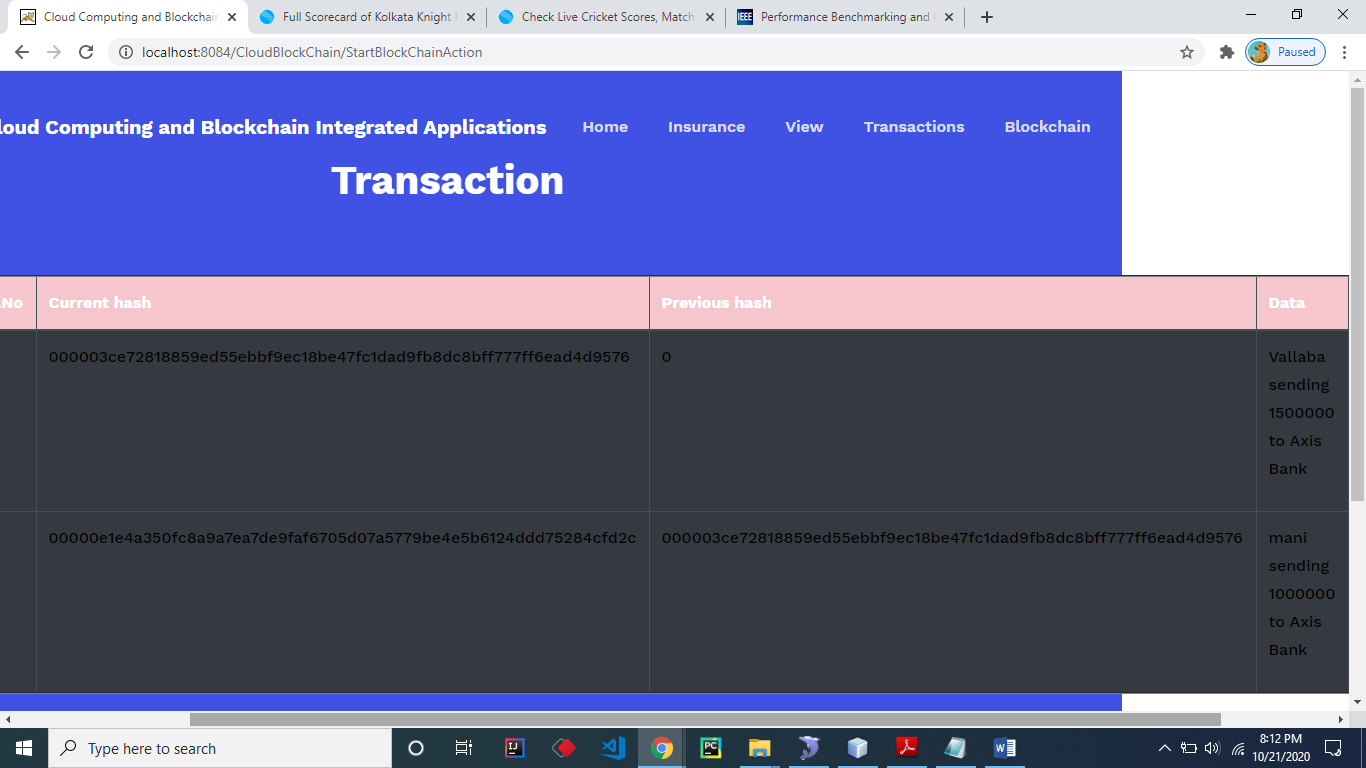 Cloud Computing and Blockchain
Full Scorecard of Kolkata Knight
Check Live Cricket Scores, Match
IEEE
Performance Benchmarking and
localhost:8084/CloudBlockChain/StartBlockChainAction
Paused
loud Computing and Blockchain Integrated Applications
Home
Insurance
View
Transactions
Blockchain
Transaction
.No
Current hash
Previous hash
Data
000003ce72818859ed55ebbf9ec18be47fc1dad9fb8dc8bff777ff6ead4d9576
0
Vallaba
sending
1500000
to Axis
Bank
00000e1e4a350fc8a9a7ea7de9faf6705d07a5779be4e5b6124ddd75284cfd2c
000003ce72818859ed55ebbf9ec18be47fc1dad9fb8dc8bff777ff6ead4d9576
mani
sending
1000000
to Axis
Bank
Type here to search
8:12 PM
10/21/2020